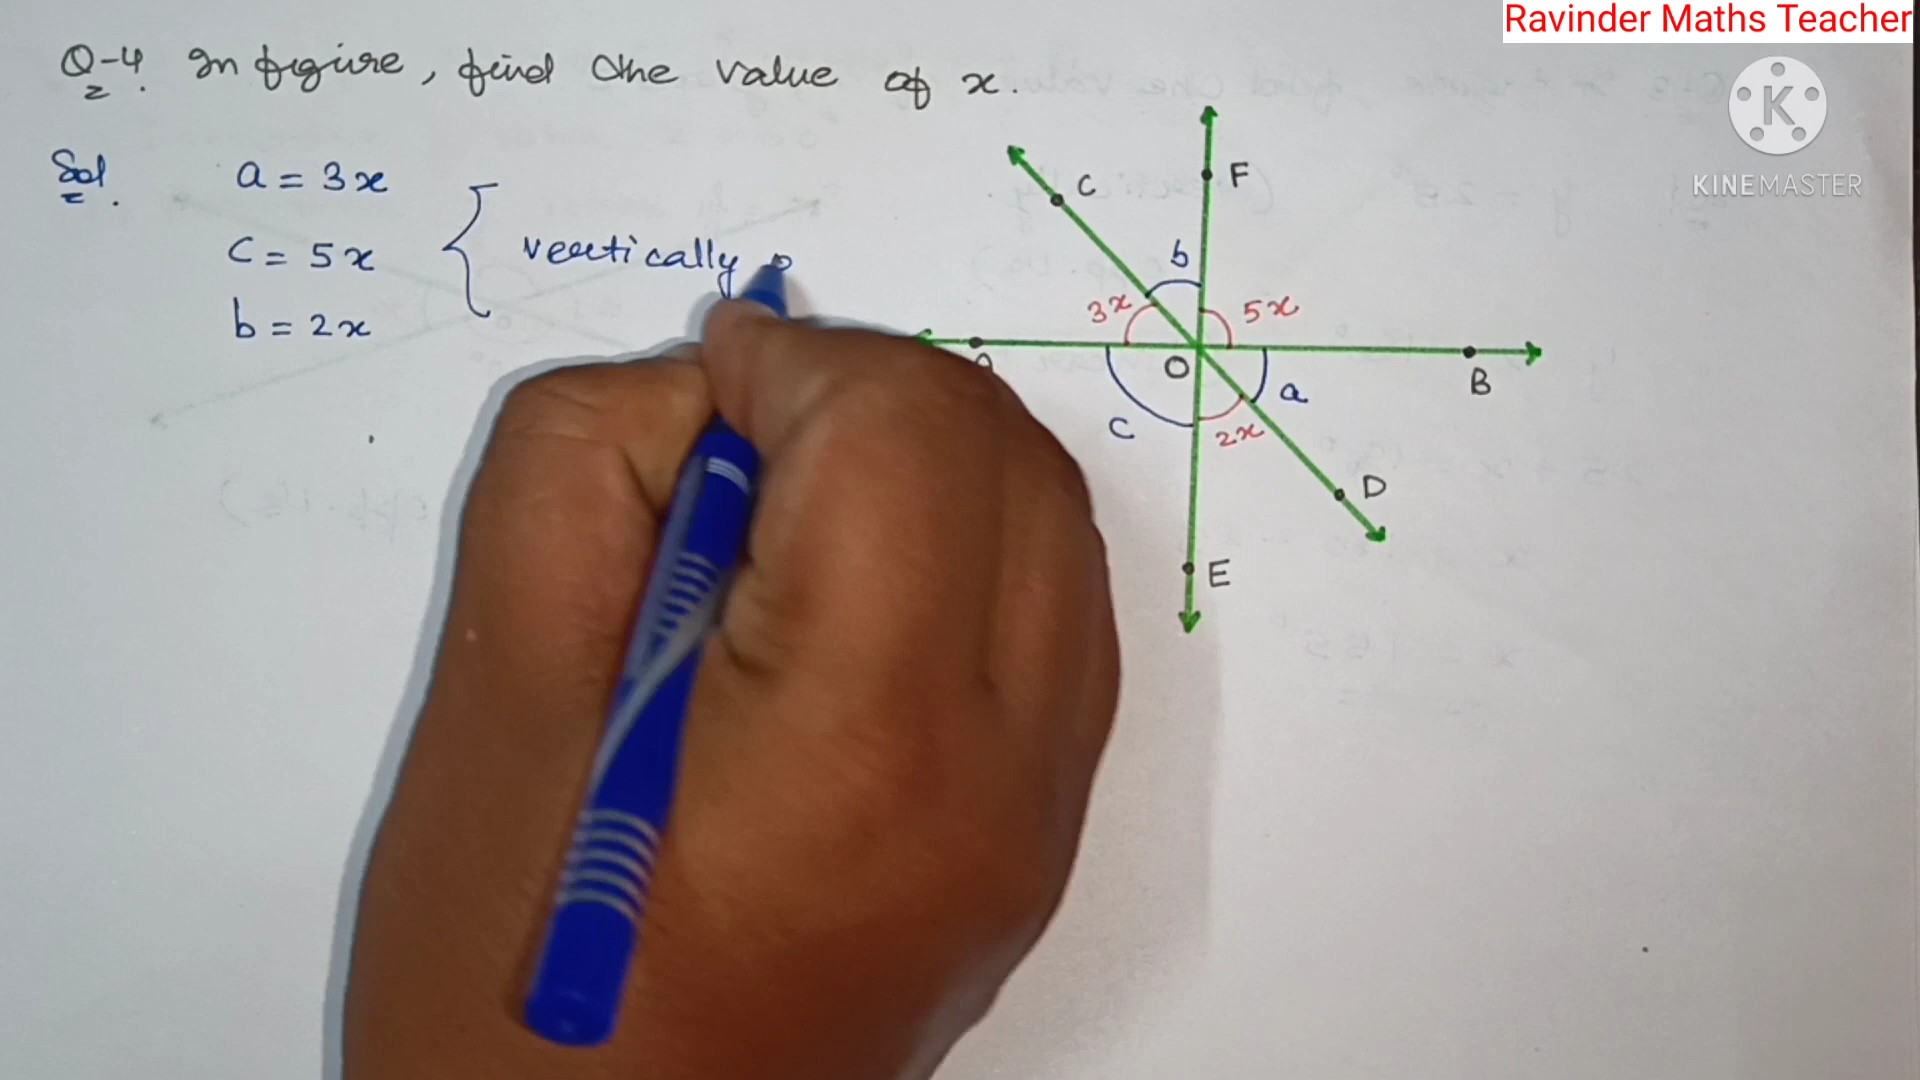 Ravinder Maths Teacher
Q-4. In figure, find the value of x.
K
KINEMASTER
Sol. a = 3x
c = 5x
b = 2x
vertically o
C
F
b
3x
5x
A
O
B
a
c
2x
D
E